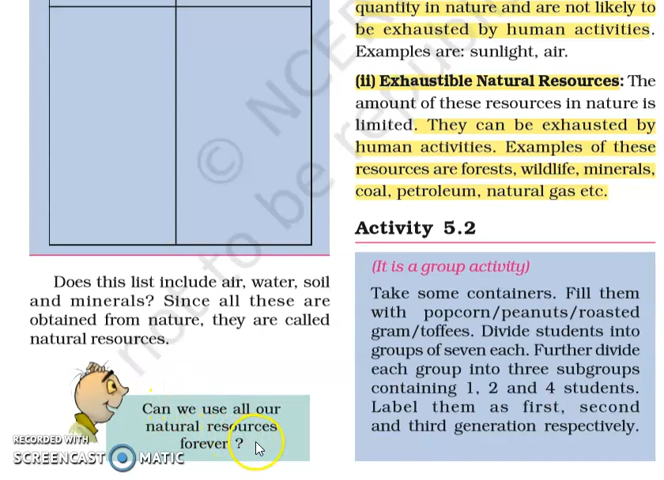 Does this list include air, water, soil
and minerals? Since all these are
obtained from nature, they are called
natural resources.
Can we use all our
natural resources
forever ?
quantity in nature and are not likely to
be exhausted by human activities.
Examples are: sunlight, air.
(ii) Exhaustible Natural Resources: The
amount of these resources in nature is
limited. They can be exhausted by
human activities. Examples of these
resources are forests, wildlife, minerals,
coal, petroleum, natural gas etc.
Activity 5.2
(It is a group activity)
Take some containers. Fill them
with popcorn/peanuts/roasted
gram/toffees. Divide students into
groups of seven each. Further divide
each group into three subgroups
containing 1, 2 and 4 students.
Label them as first, second
and third generation respectively.
© NCER
not to be republ
RECORDED WITH
SCREENCAST MATIC